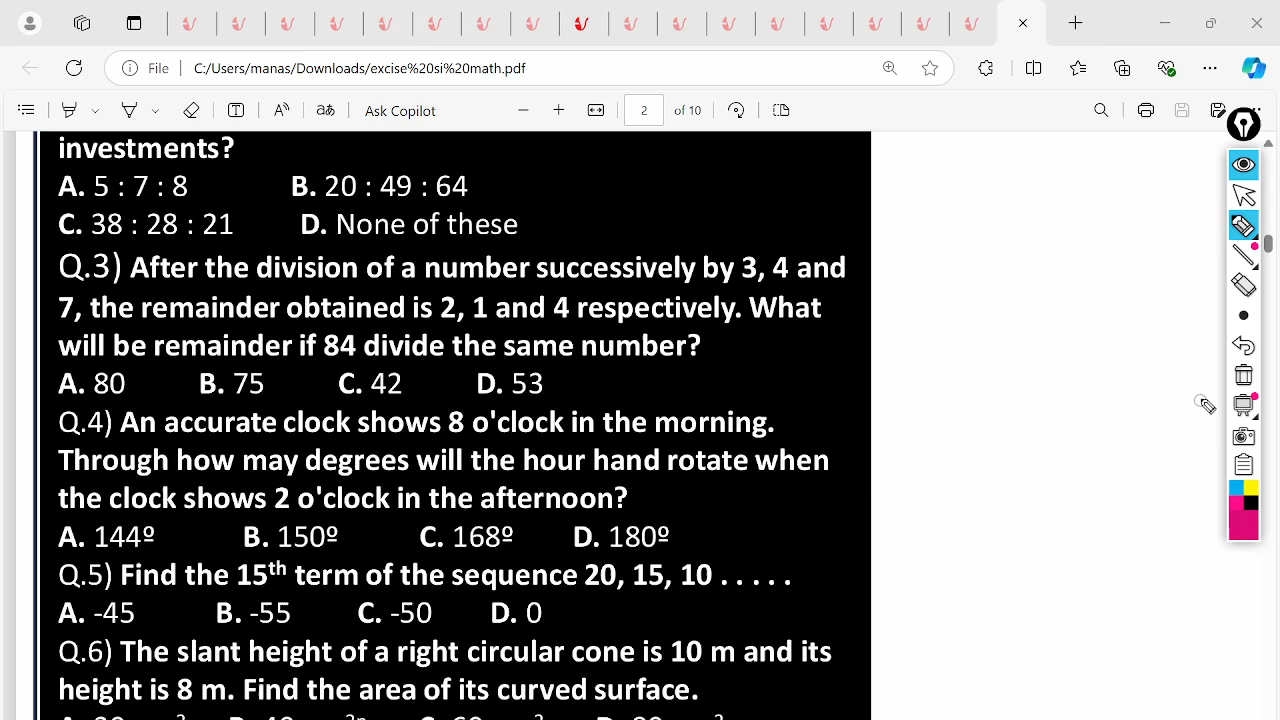 File C:/Users/manas/Downloads/excise%20si%20math.pdf
Ask Copilot 2 of 10
investments?
A. 5 : 7 : 8 B. 20 : 49 : 64
C. 38 : 28 : 21 D. None of these
Q.3) After the division of a number successively by 3, 4 and
7, the remainder obtained is 2, 1 and 4 respectively. What
will be remainder if 84 divide the same number?
A. 80 B. 75 C. 42 D. 53
Q.4) An accurate clock shows 8 o'clock in the morning.
Through how may degrees will the hour hand rotate when
the clock shows 2 o'clock in the afternoon?
A. 144º B. 150º C. 168º D. 180º
Q.5) Find the 15th term of the sequence 20, 15, 10 . . . . .
A. -45 B. -55 C. -50 D. 0
Q.6) The slant height of a right circular cone is 10 m and its
height is 8 m. Find the area of its curved surface.